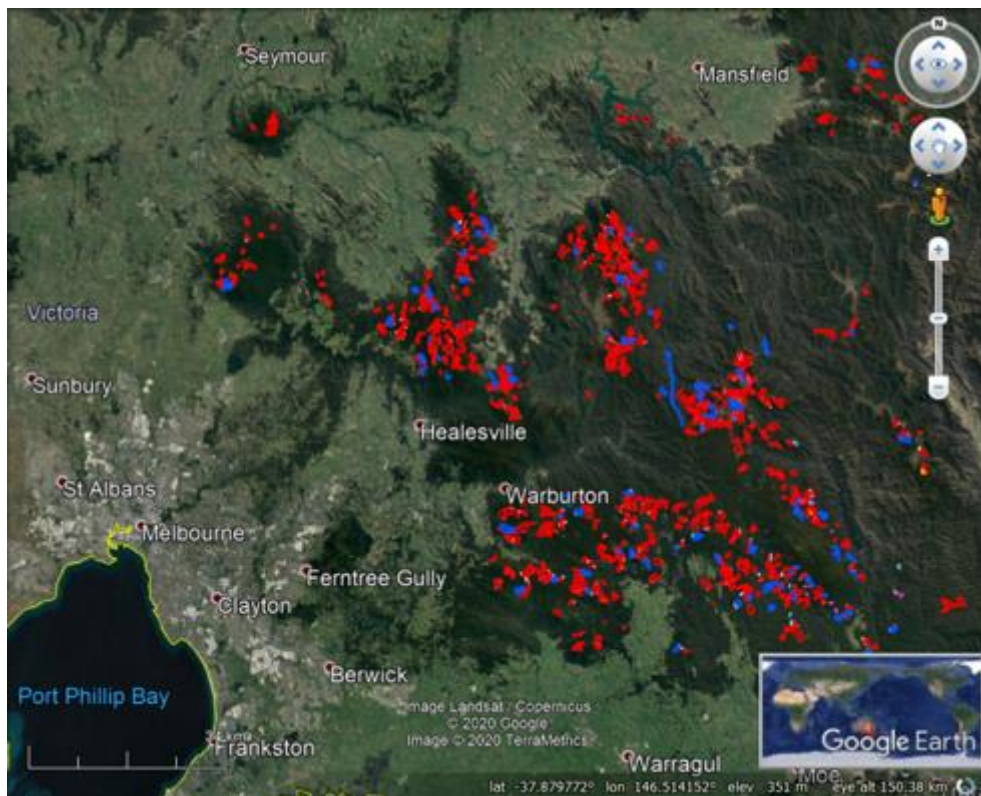 N
Seymour
Mansfield
Victoria
Sunbury
Healesville
St Albans
Warburton
Melbourne
Ferntree Gully
Clayton
Berwick
Port Phillip Bay
Image Landsat / Copernicus
© 2020 Google
Image © 2020 TerraMetrics
Frankston
Google Earth
Warragul
Moe
lat -37.879772° lon 146.514152° elev 351 m eye alt 150.38 km